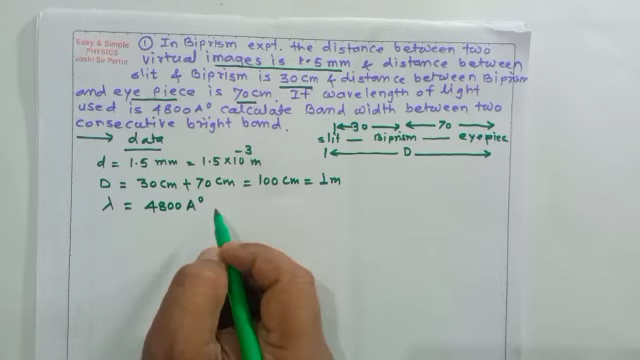 Easy & Simple
PHYSICS
Joshi Sir Parner
① In Biprism expt. the distance between two
virtual images is 1.5 mm & distance between
slit & Biprism is 30 cm & distance between Biprism
and eye piece is 70 cm. If wavelength of light
used is 4800 A° calculate Band width between two
consecutive bright band.
30 70
slit — Biprism — eyepiece
D
data
d = 1.5 mm = 1.5 × 10⁻³ m
D = 30 cm + 70 cm = 100 cm = 1 m
λ = 4800 A°